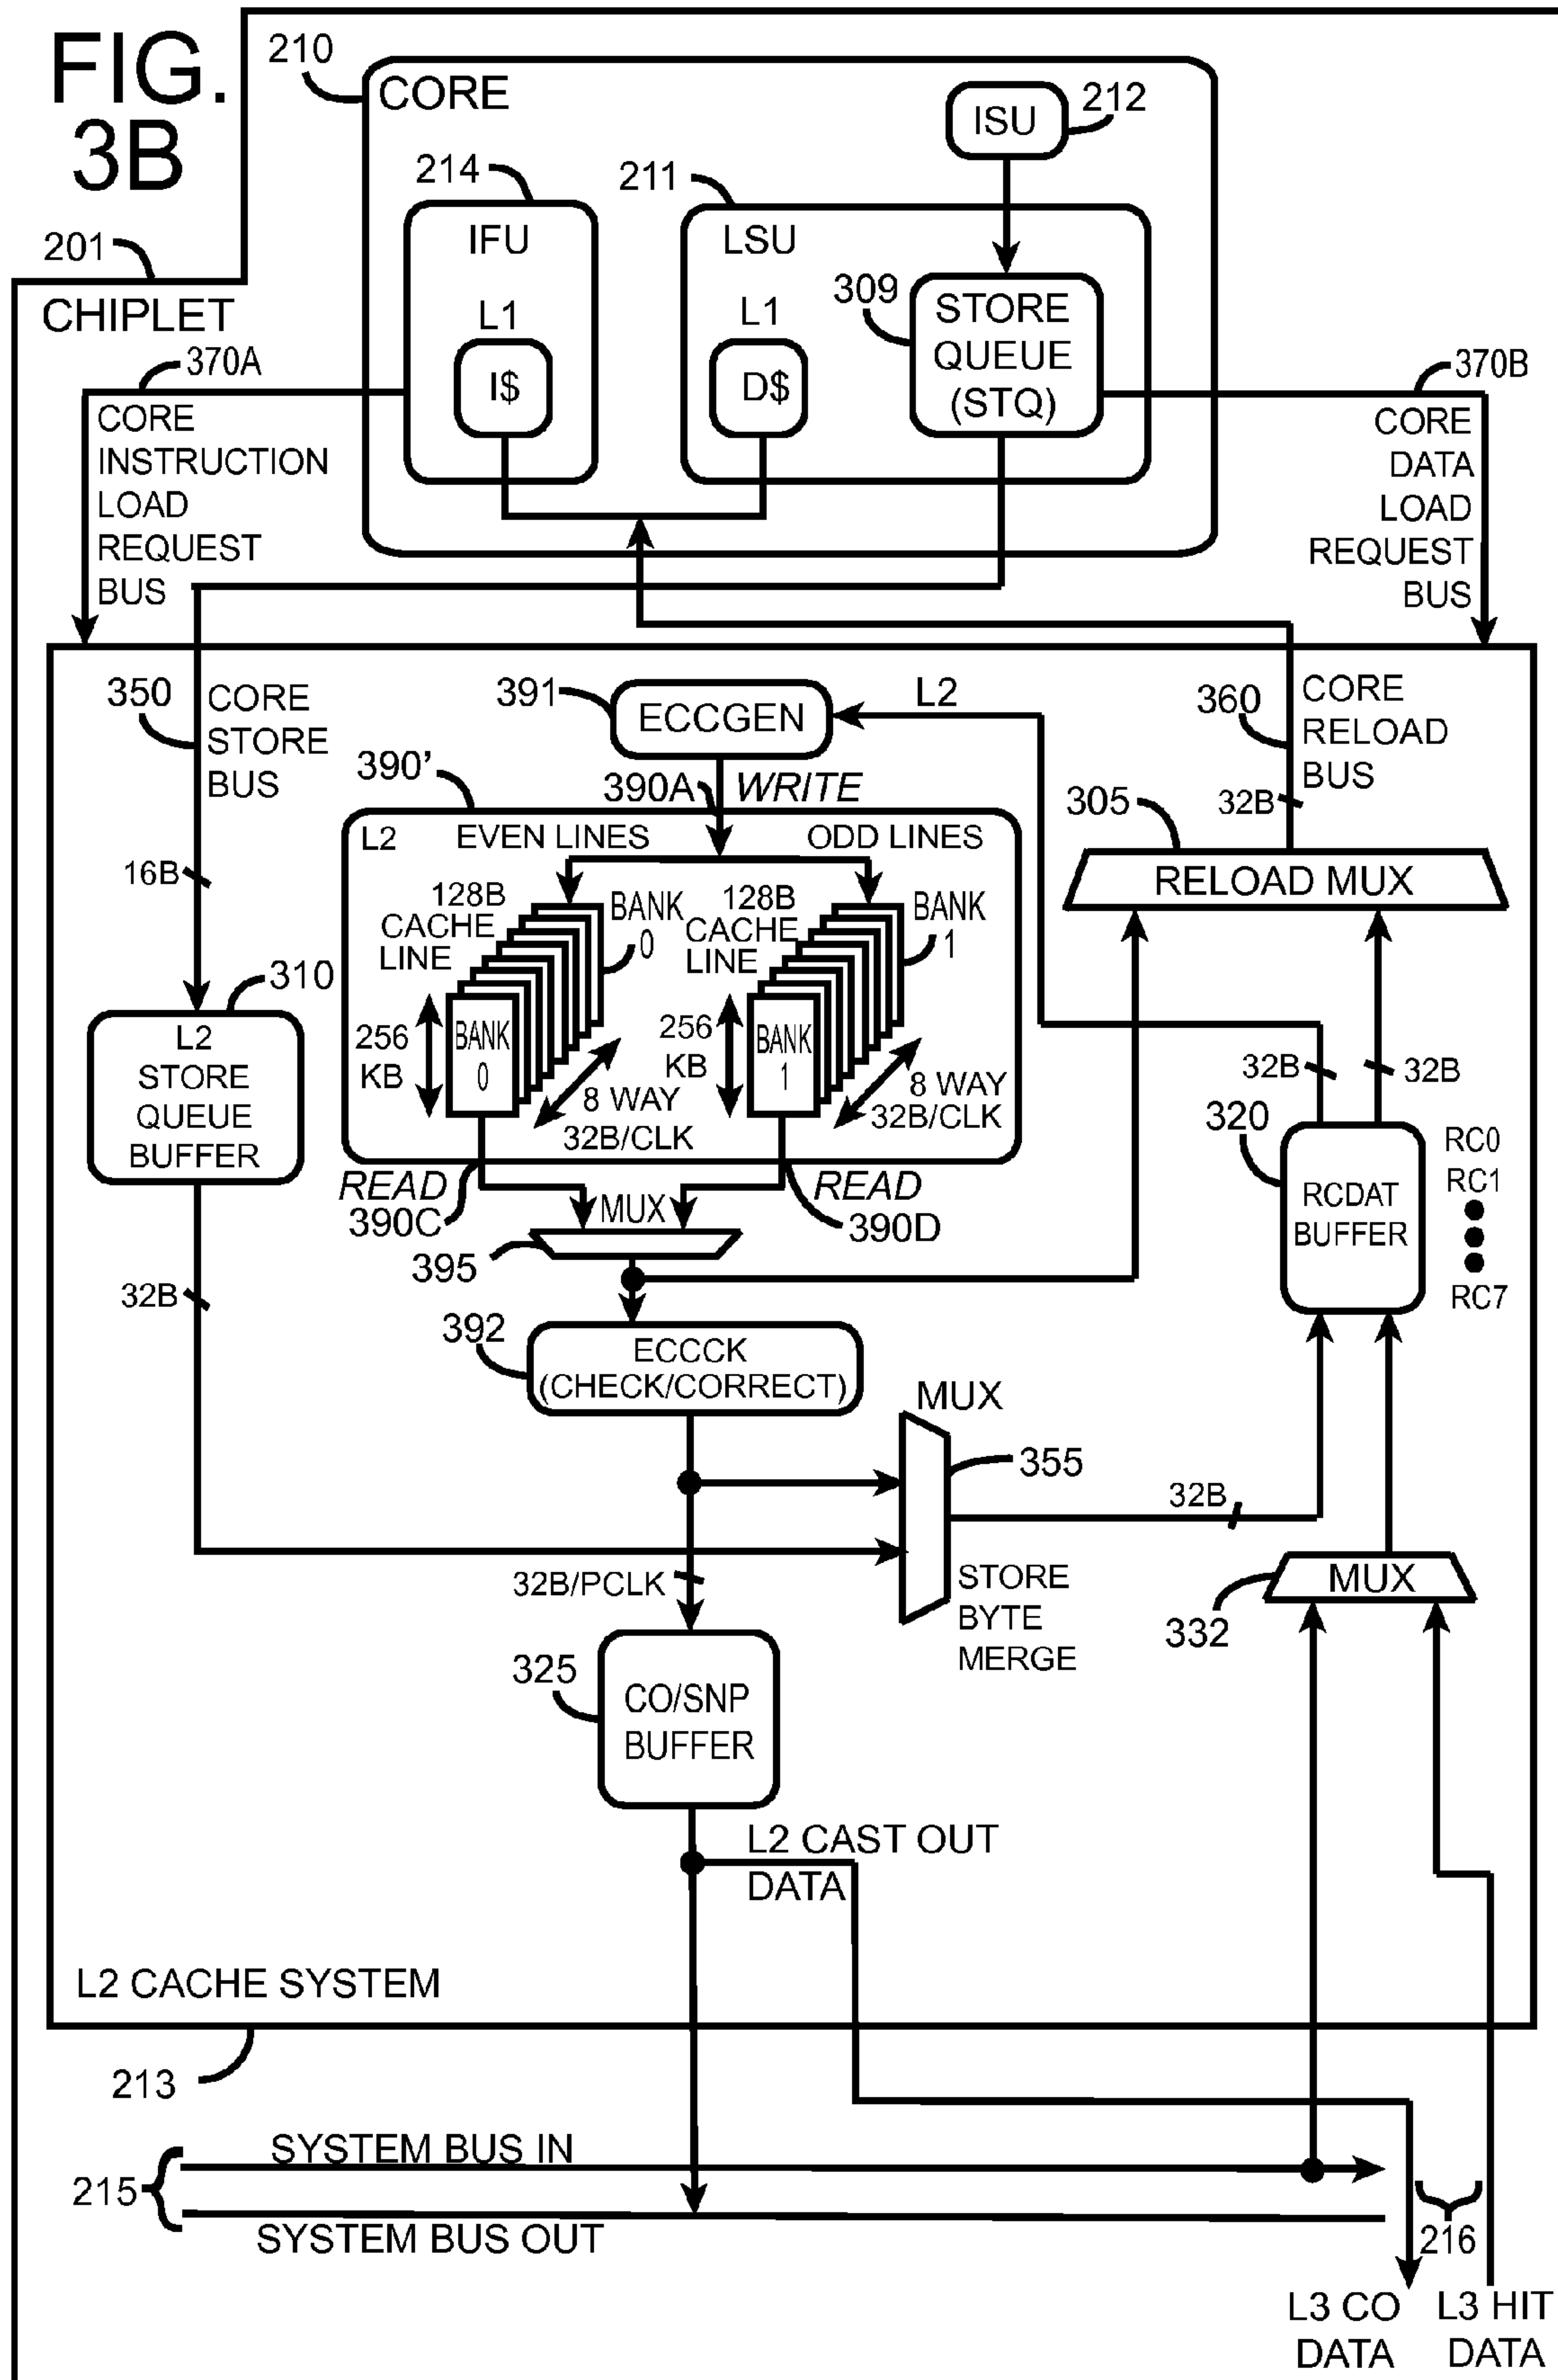 FIG.
3B
210
CORE
ISU
212
214
211
IFU
LSU
201
CHIPLET
L1
L1
309
STORE
QUEUE
(STQ)
I$
D$
370A
370B
CORE
INSTRUCTION
LOAD
REQUEST
BUS
CORE
DATA
LOAD
REQUEST
BUS
350
CORE
STORE
BUS
391
ECCGEN
L2
360
CORE
RELOAD
BUS
390'
390A
WRITE
32B
305
RELOAD MUX
L2
EVEN LINES
ODD LINES
16B
128B
CACHE
LINE
BANK
0
128B
CACHE
LINE
BANK
1
310
L2
STORE
QUEUE
BUFFER
256
KB
BANK
0
8 WAY
32B/CLK
256
KB
BANK
1
8 WAY
32B/CLK
32B
32B
320
RCDAT
BUFFER
RC0
RC1
RC7
READ
390C
MUX
READ
390D
395
32B
392
ECCCK
(CHECK/CORRECT)
MUX
355
32B
32B/PCLK
STORE
BYTE
MERGE
MUX
332
325
CO/SNP
BUFFER
L2 CAST OUT
DATA
L2 CACHE SYSTEM
213
SYSTEM BUS IN
215
SYSTEM BUS OUT
216
L3 CO
DATA
L3 HIT
DATA